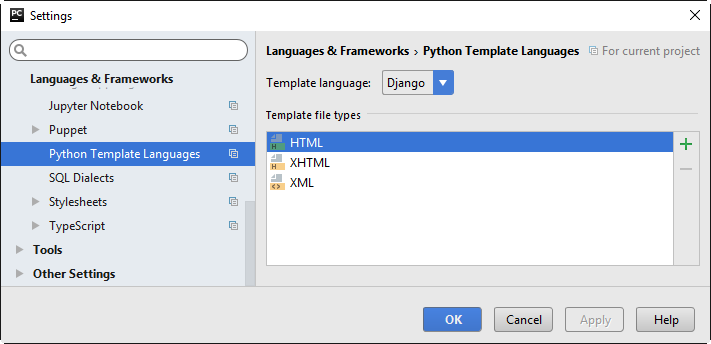 PC Settings
Languages & Frameworks
Jupyter Notebook
Puppet
Python Template Languages
SQL Dialects
Stylesheets
TypeScript
Tools
Other Settings
Languages & Frameworks › Python Template Languages For current project
Template language: Django
Template file types
H HTML
H XHTML
<> XML
OK Cancel Apply Help